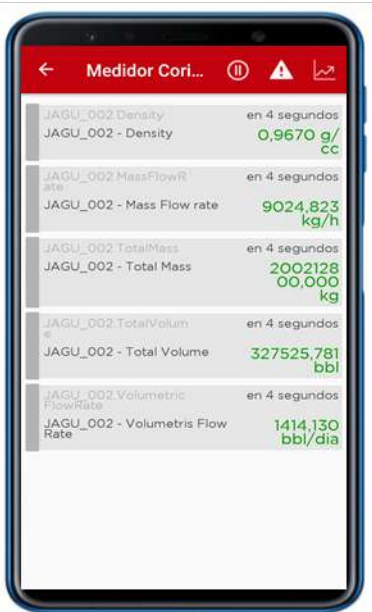 Medidor Cori...
JAGU_002.Density
en 4 segundos
JAGU_002 - Density
0,9670 g/
cc
JAGU_002.MassFlowR
ate
en 4 segundos
JAGU_002 - Mass Flow rate
9024,823
kg/h
JAGU_002.TotalMass
en 4 segundos
JAGU_002 - Total Mass
2002128
00,000
kg
JAGU_002.TotalVolum
e
en 4 segundos
JAGU_002 - Total Volume
327525,781
bbl
JAGU_002.Volumetric
FlowRate
en 4 segundos
JAGU_002 - Volumetris Flow
Rate
1414,130
bbl/dia